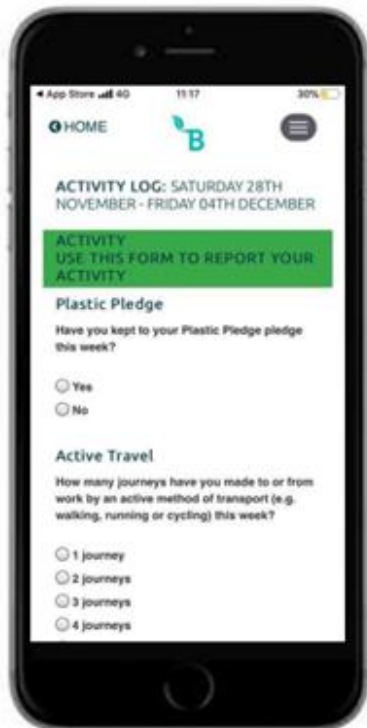 App Store 4G 11:17 30%
HOME
B
ACTIVITY LOG: SATURDAY 28TH
NOVEMBER - FRIDAY 04TH DECEMBER
ACTIVITY
USE THIS FORM TO REPORT YOUR
ACTIVITY
Plastic Pledge
Have you kept to your Plastic Pledge pledge
this week?
Yes
No
Active Travel
How many journeys have you made to or from
work by an active method of transport (e.g.
walking, running or cycling) this week?
1 journey
2 journeys
3 journeys
4 journeys